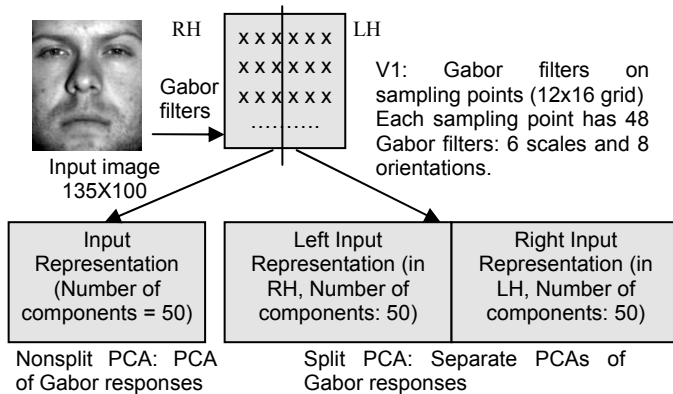 RH
LH
x x x x x x
x x x x x x
x x x x x x
..........
Gabor
filters
V1: Gabor filters on
sampling points (12x16 grid)
Each sampling point has 48
Gabor filters: 6 scales and 8
orientations.
Input image
135X100
Input
Representation
(Number of
components = 50)
Left Input
Representation (in
RH, Number of
components: 50)
Right Input
Representation (in
LH, Number of
components: 50)
Nonsplit PCA: PCA
of Gabor responses
Split PCA: Separate PCAs of
Gabor responses